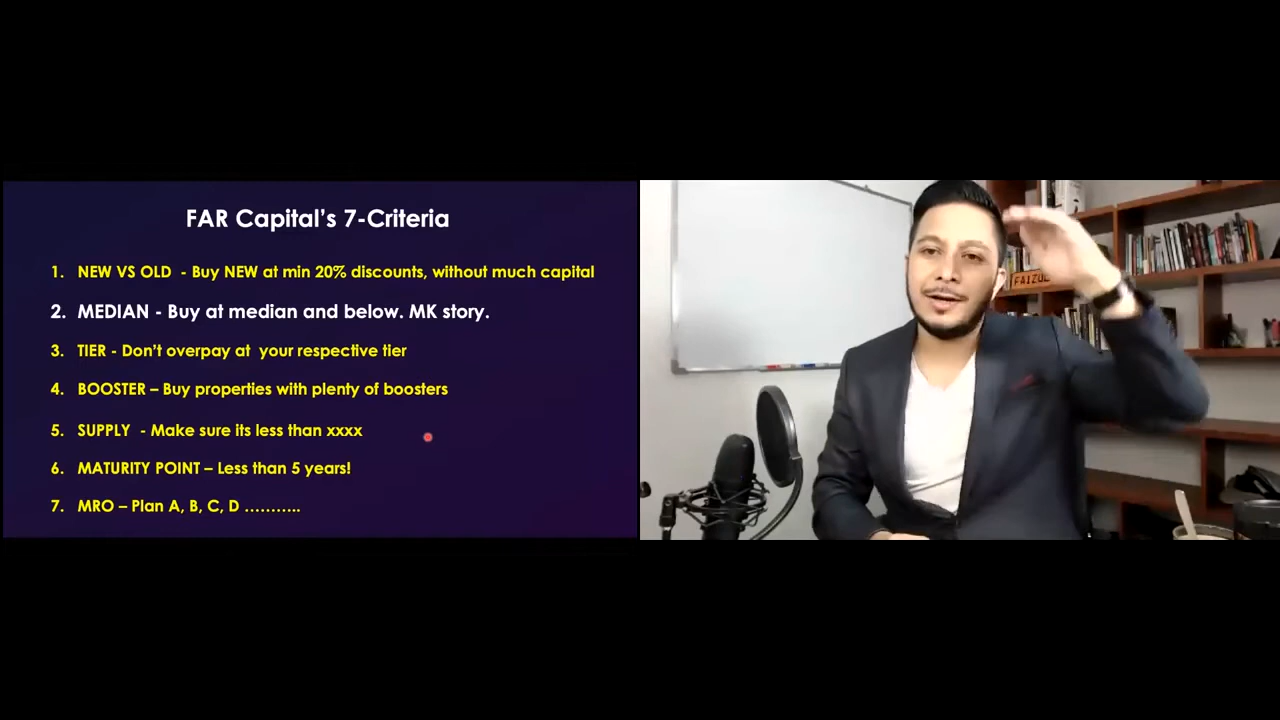 FAR Capital's 7-Criteria
1. NEW VS OLD - Buy NEW at min 20% discounts, without much capital
2. MEDIAN - Buy at median and below. MK story.
3. TIER - Don't overpay at your respective tier
4. BOOSTER – Buy properties with plenty of boosters
5. SUPPLY - Make sure its less than xxxx
6. MATURITY POINT – Less than 5 years!
7. MRO – Plan A, B, C, D ………..
FAIZUL